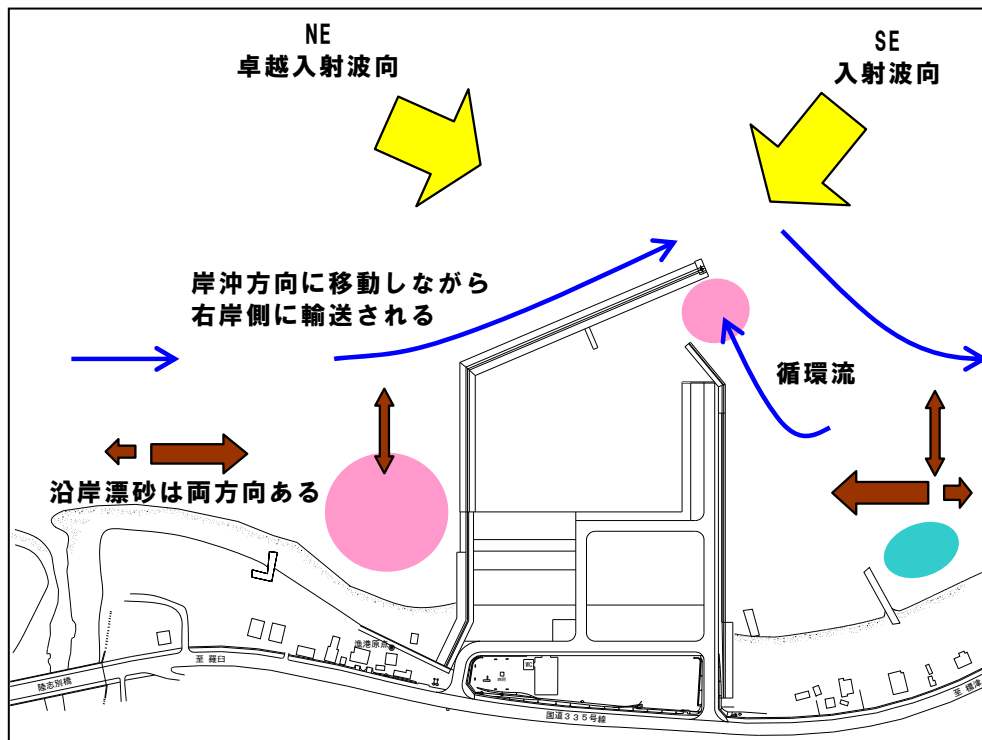 NE
卓越入射波向
SE
入射波向
岸沖方向に移動しながら
右岸側に輸送される
循環流
沿岸漂砂は両方向ある
漁港原点
至 羅臼
陸志別橋
WC
国道335号線
至 標津